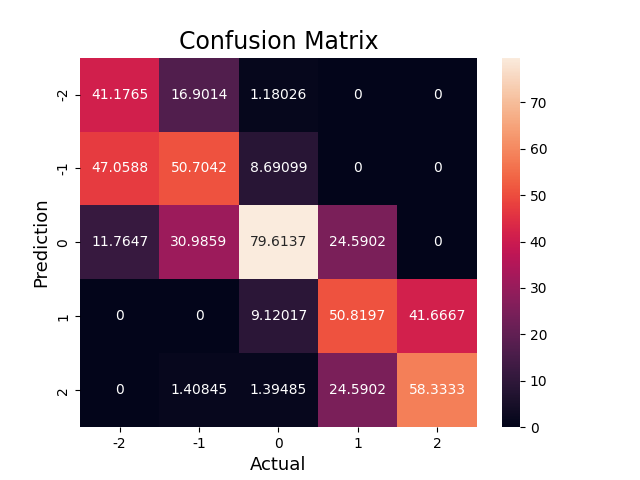 Confusion Matrix
Prediction
-2 41.1765 16.9014 1.18026 0 0
-1 47.0588 50.7042 8.69099 0 0
0 11.7647 30.9859 79.6137 24.5902 0
1 0 0 9.12017 50.8197 41.6667
2 0 1.40845 1.39485 24.5902 58.3333
-2 -1 0 1 2
Actual
70
60
50
40
30
20
10
0